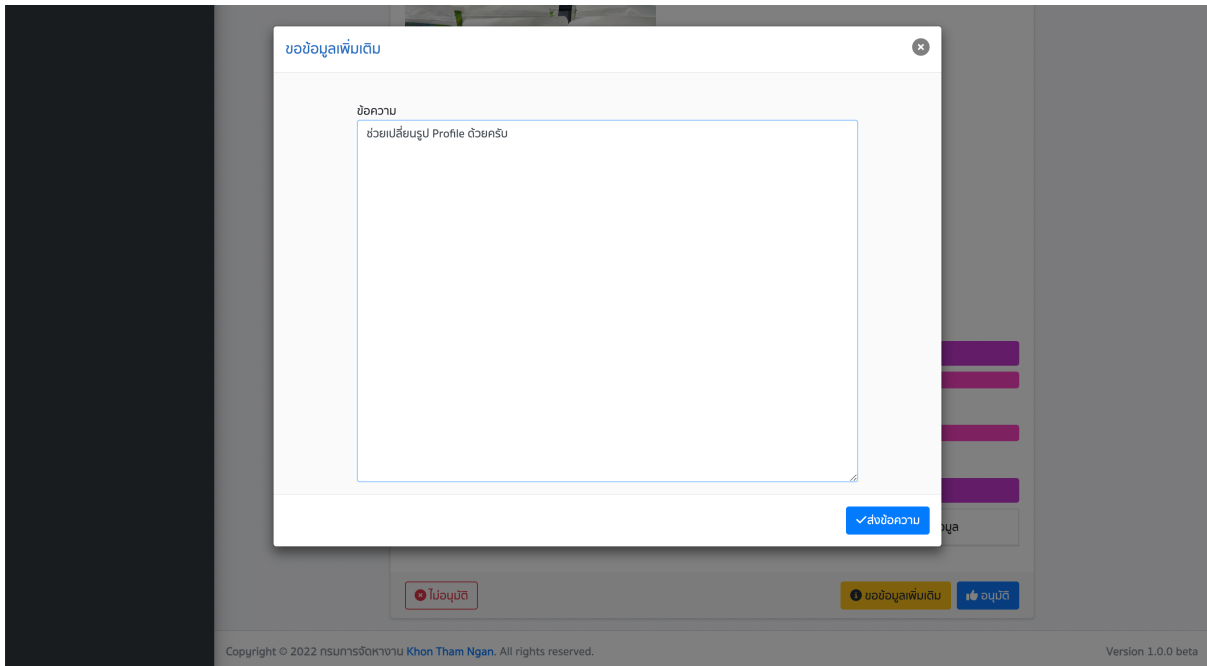 ขอข้อมูลเพิ่มเติม
ข้อความ
ช่วยเปลี่ยนรูป Profile ด้วยครับ
ส่งข้อความ
ไม่อนุมัติ
ขอข้อมูลเพิ่มเติม
อนุมัติ
Copyright © 2022 กรมการจัดหางาน Khon Tham Ngan. All rights reserved.
Version 1.0.0 beta